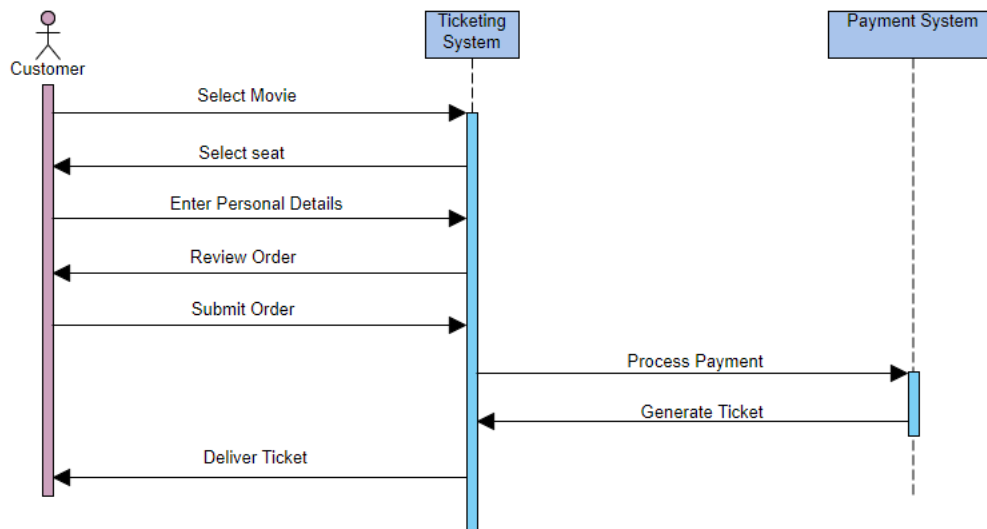 Ticketing
System
Payment System
Customer
Select Movie
Select seat
Enter Personal Details
Review Order
Submit Order
Process Payment
Generate Ticket
Deliver Ticket